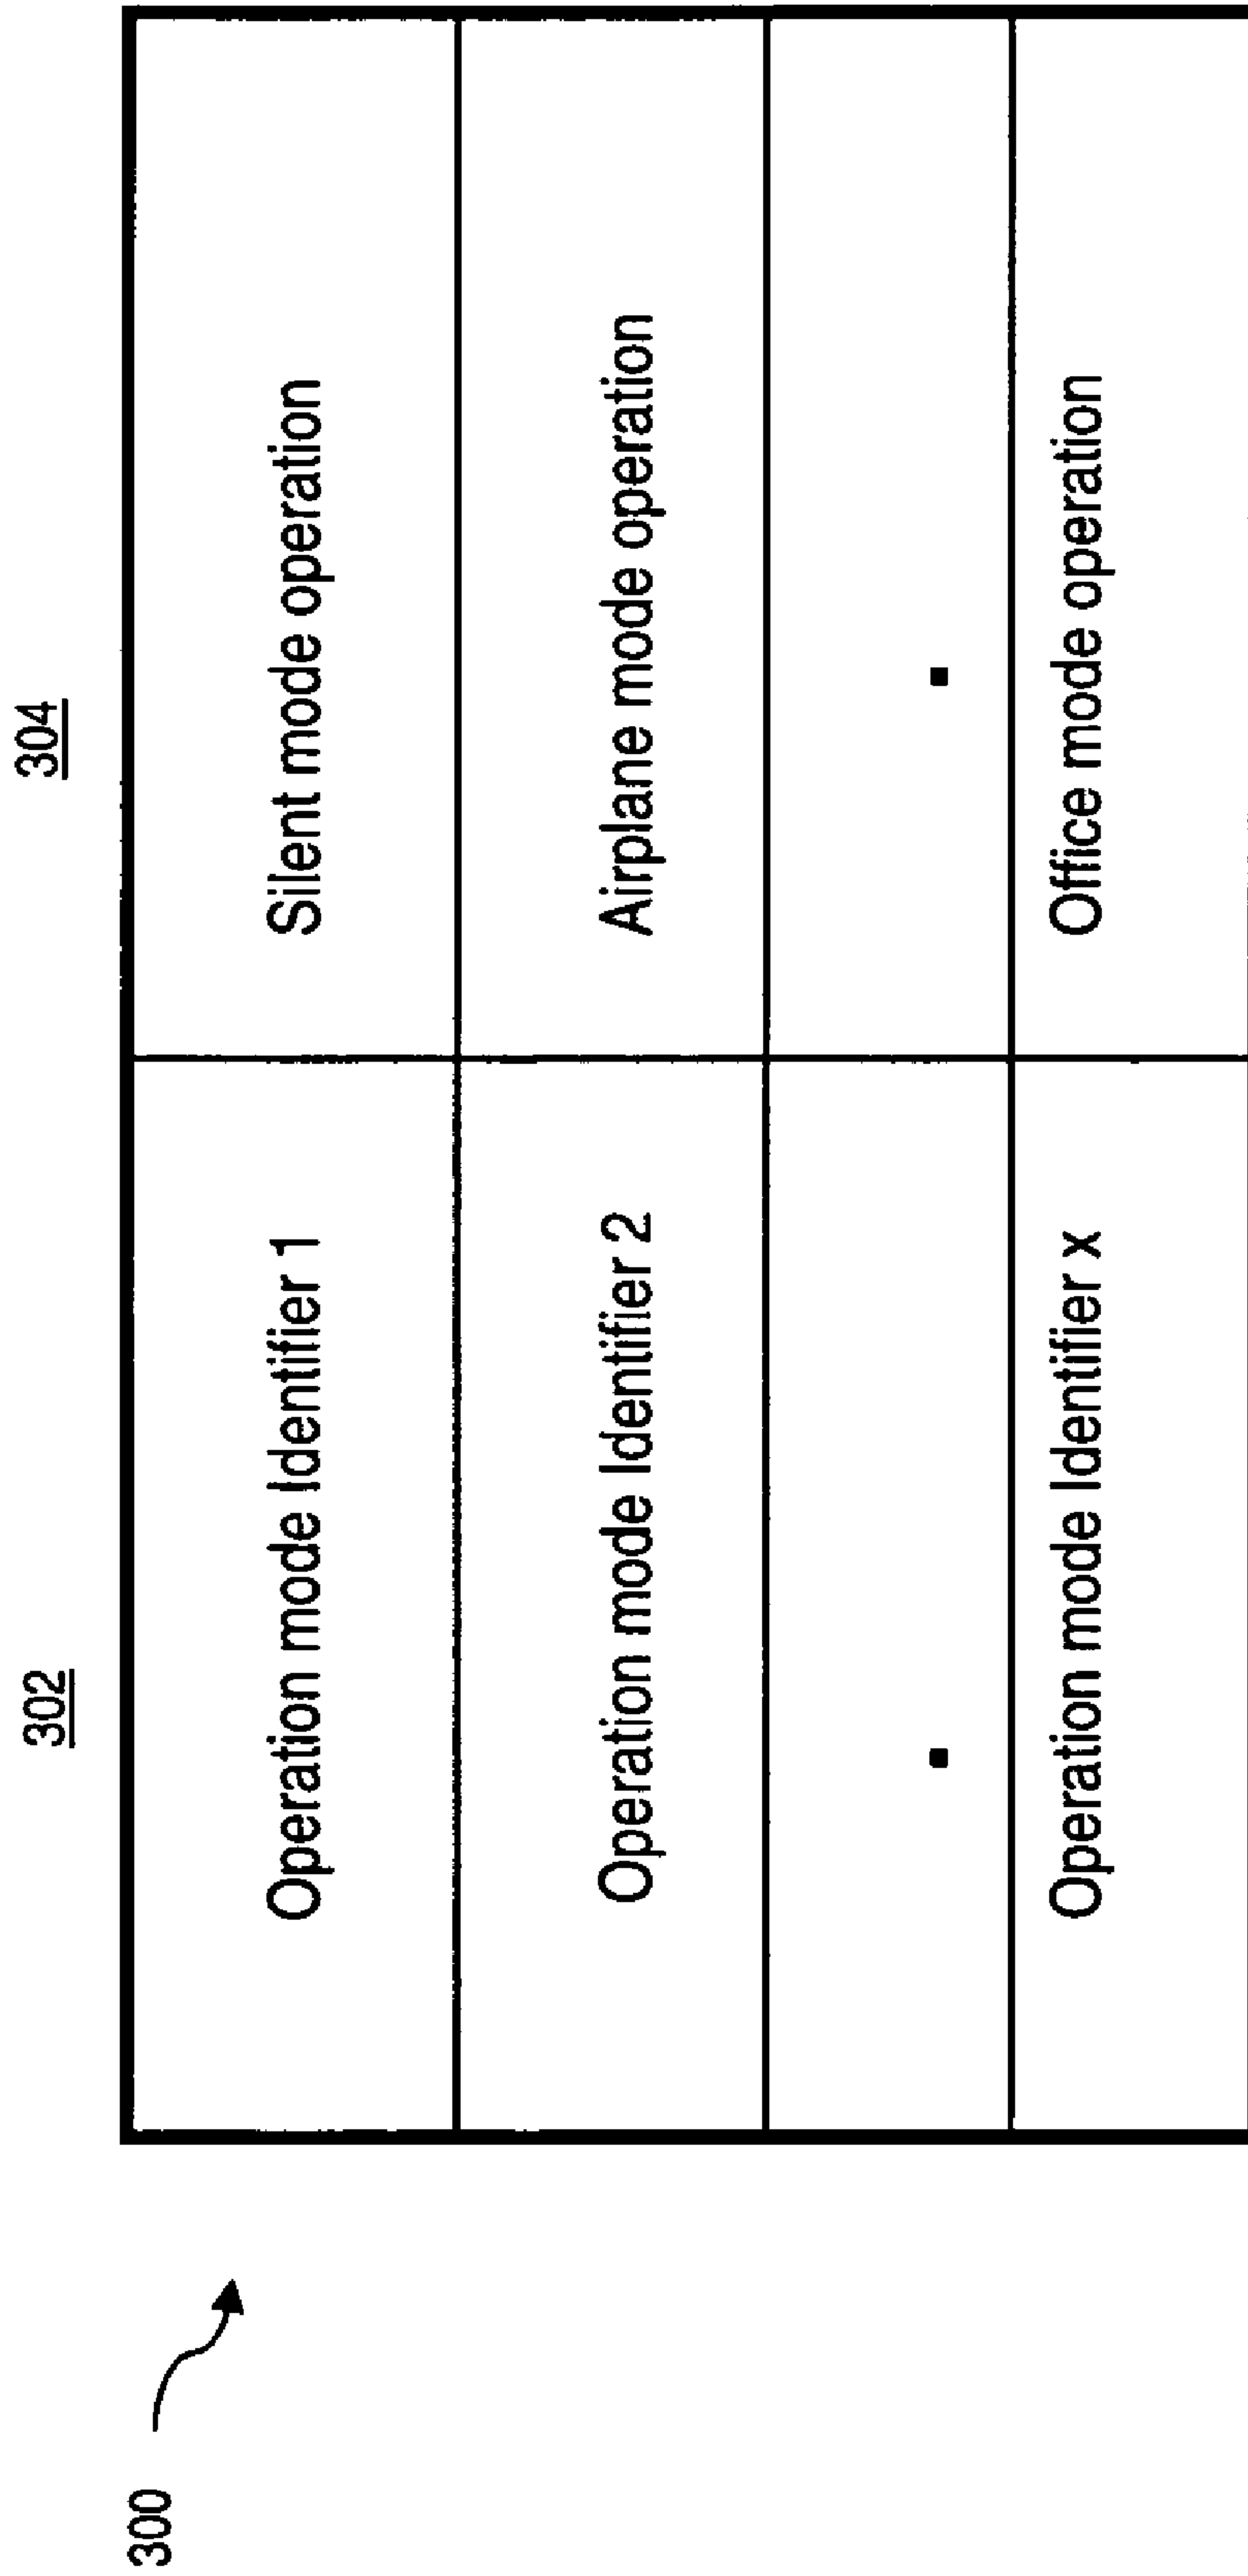 300
302
304
Operation mode Identifier 1
Silent mode operation
Operation mode Identifier 2
Airplane mode operation
Operation mode Identifier x
Office mode operation